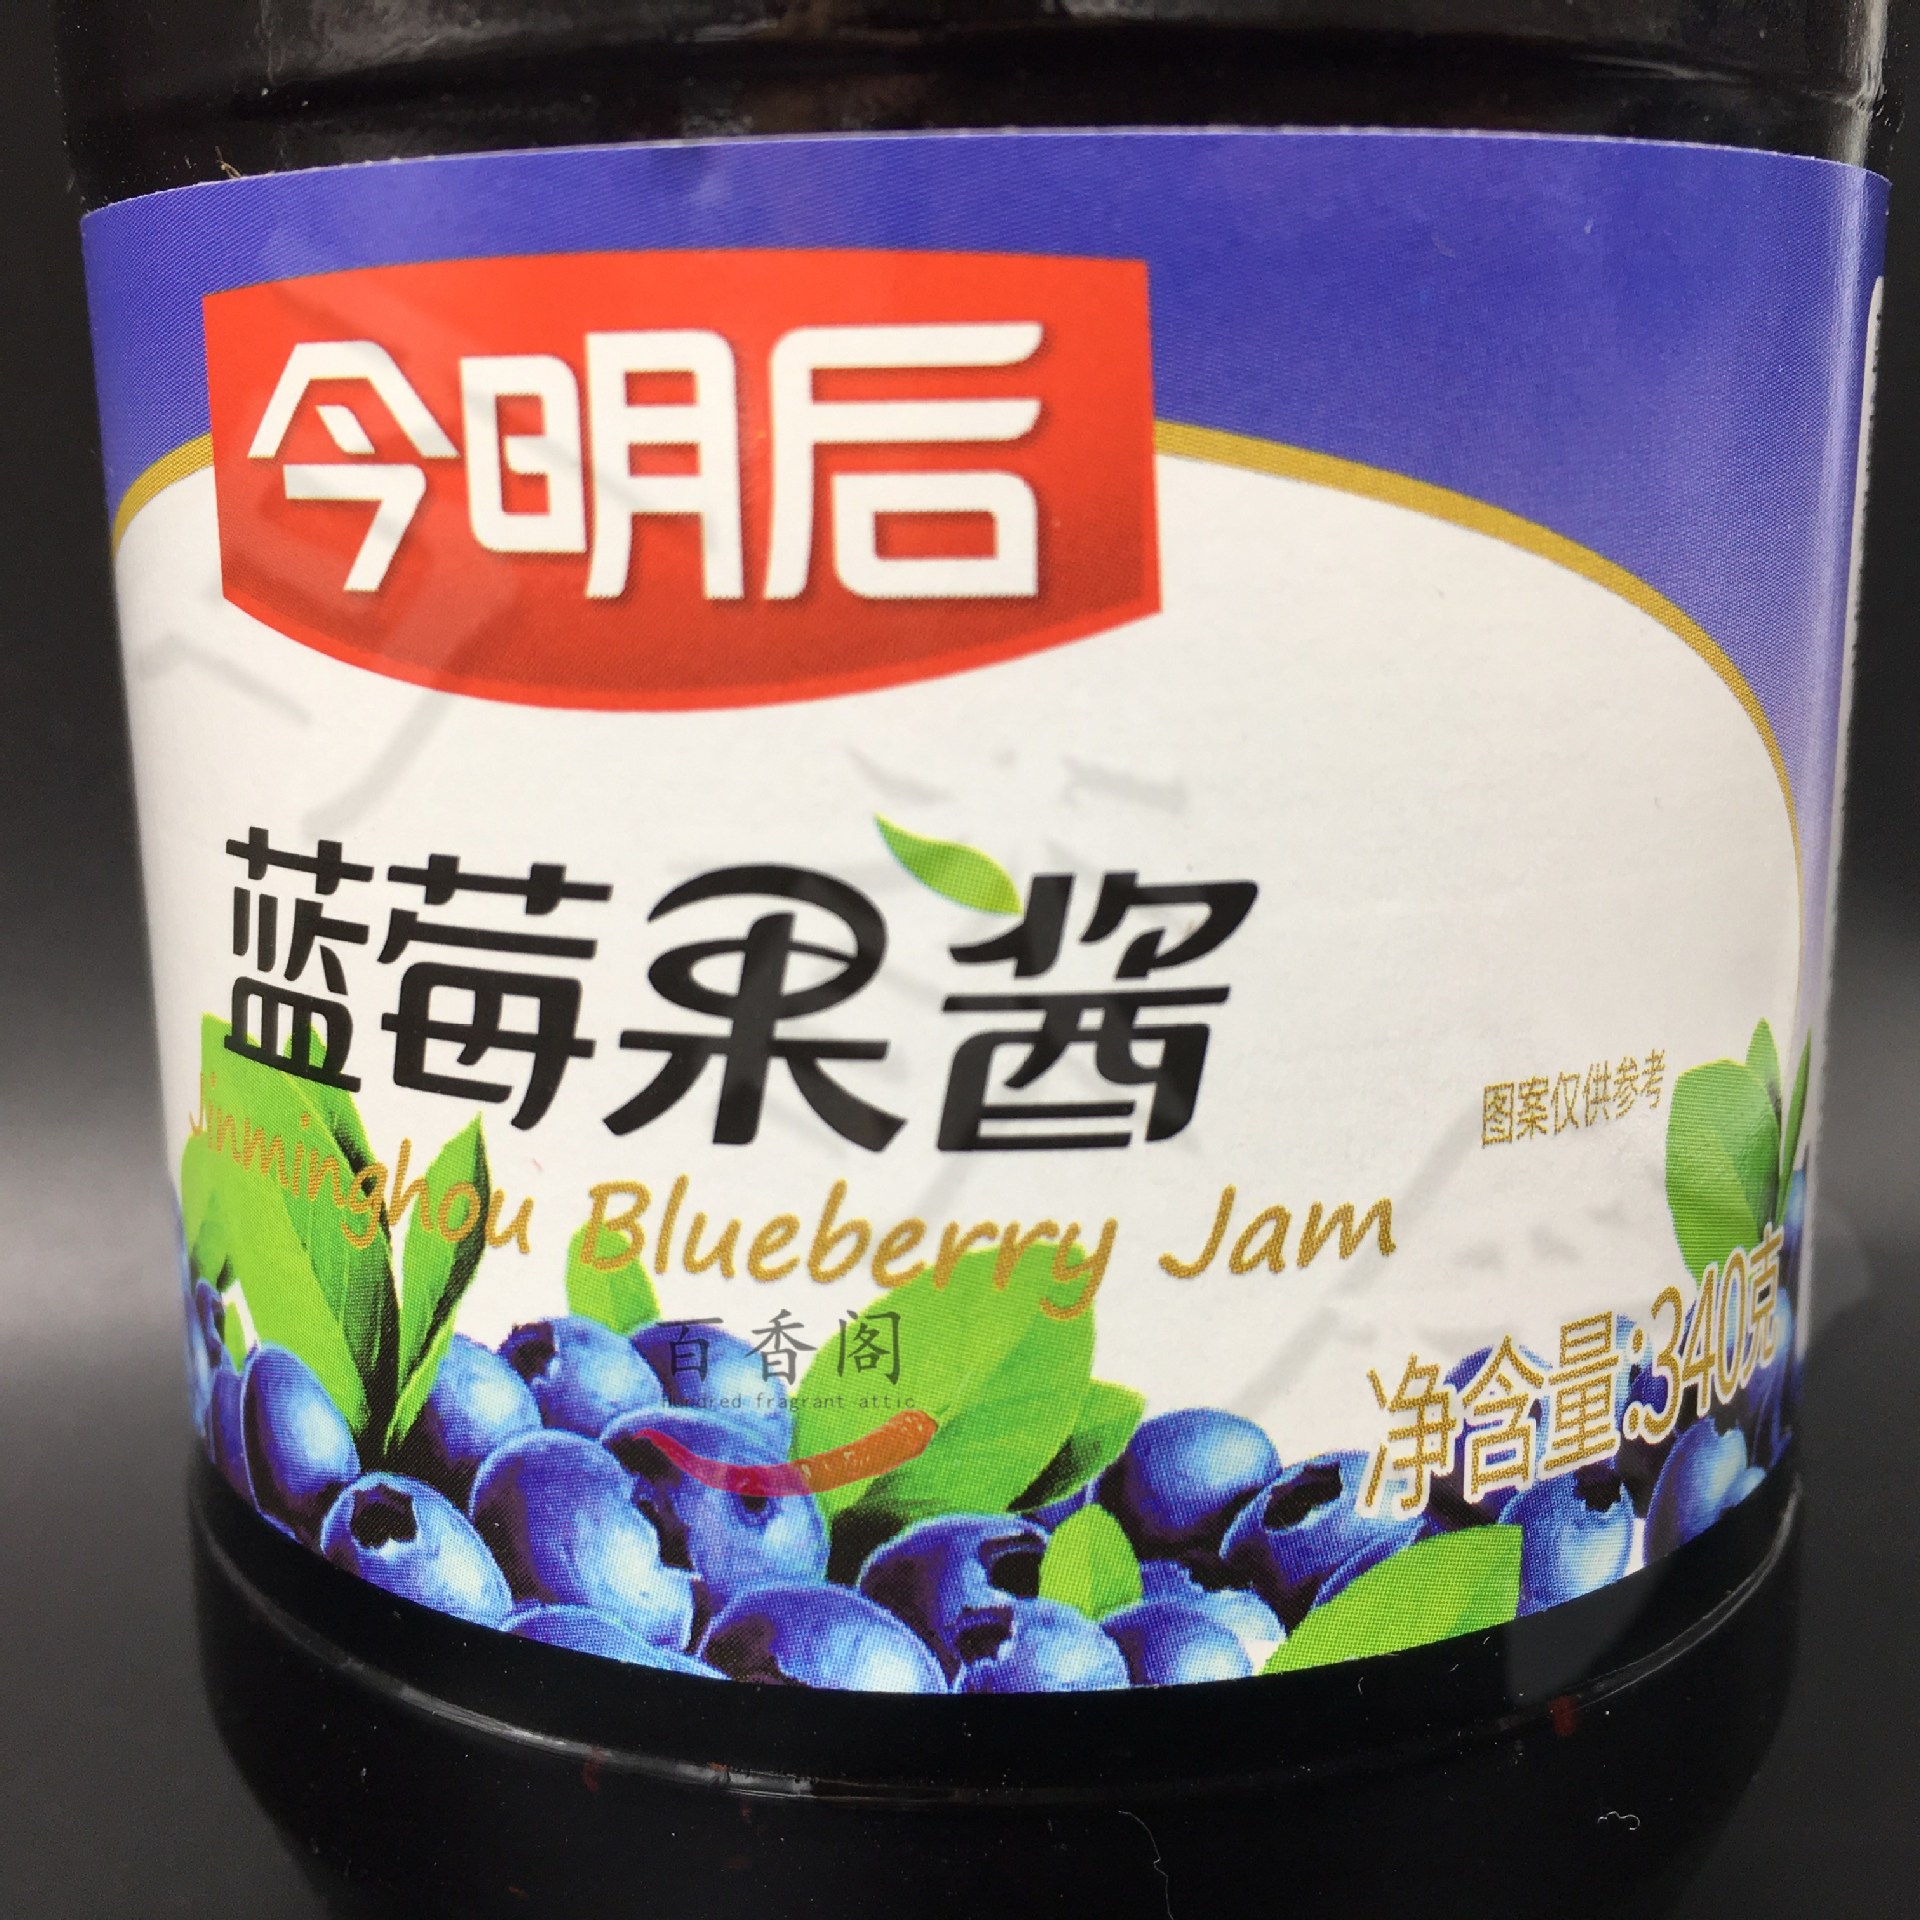 今明后
蓝莓果酱
Jinminghou Blueberry Jam
图案仅供参考
净含量:340克
百香阁
hundred fragrant attic